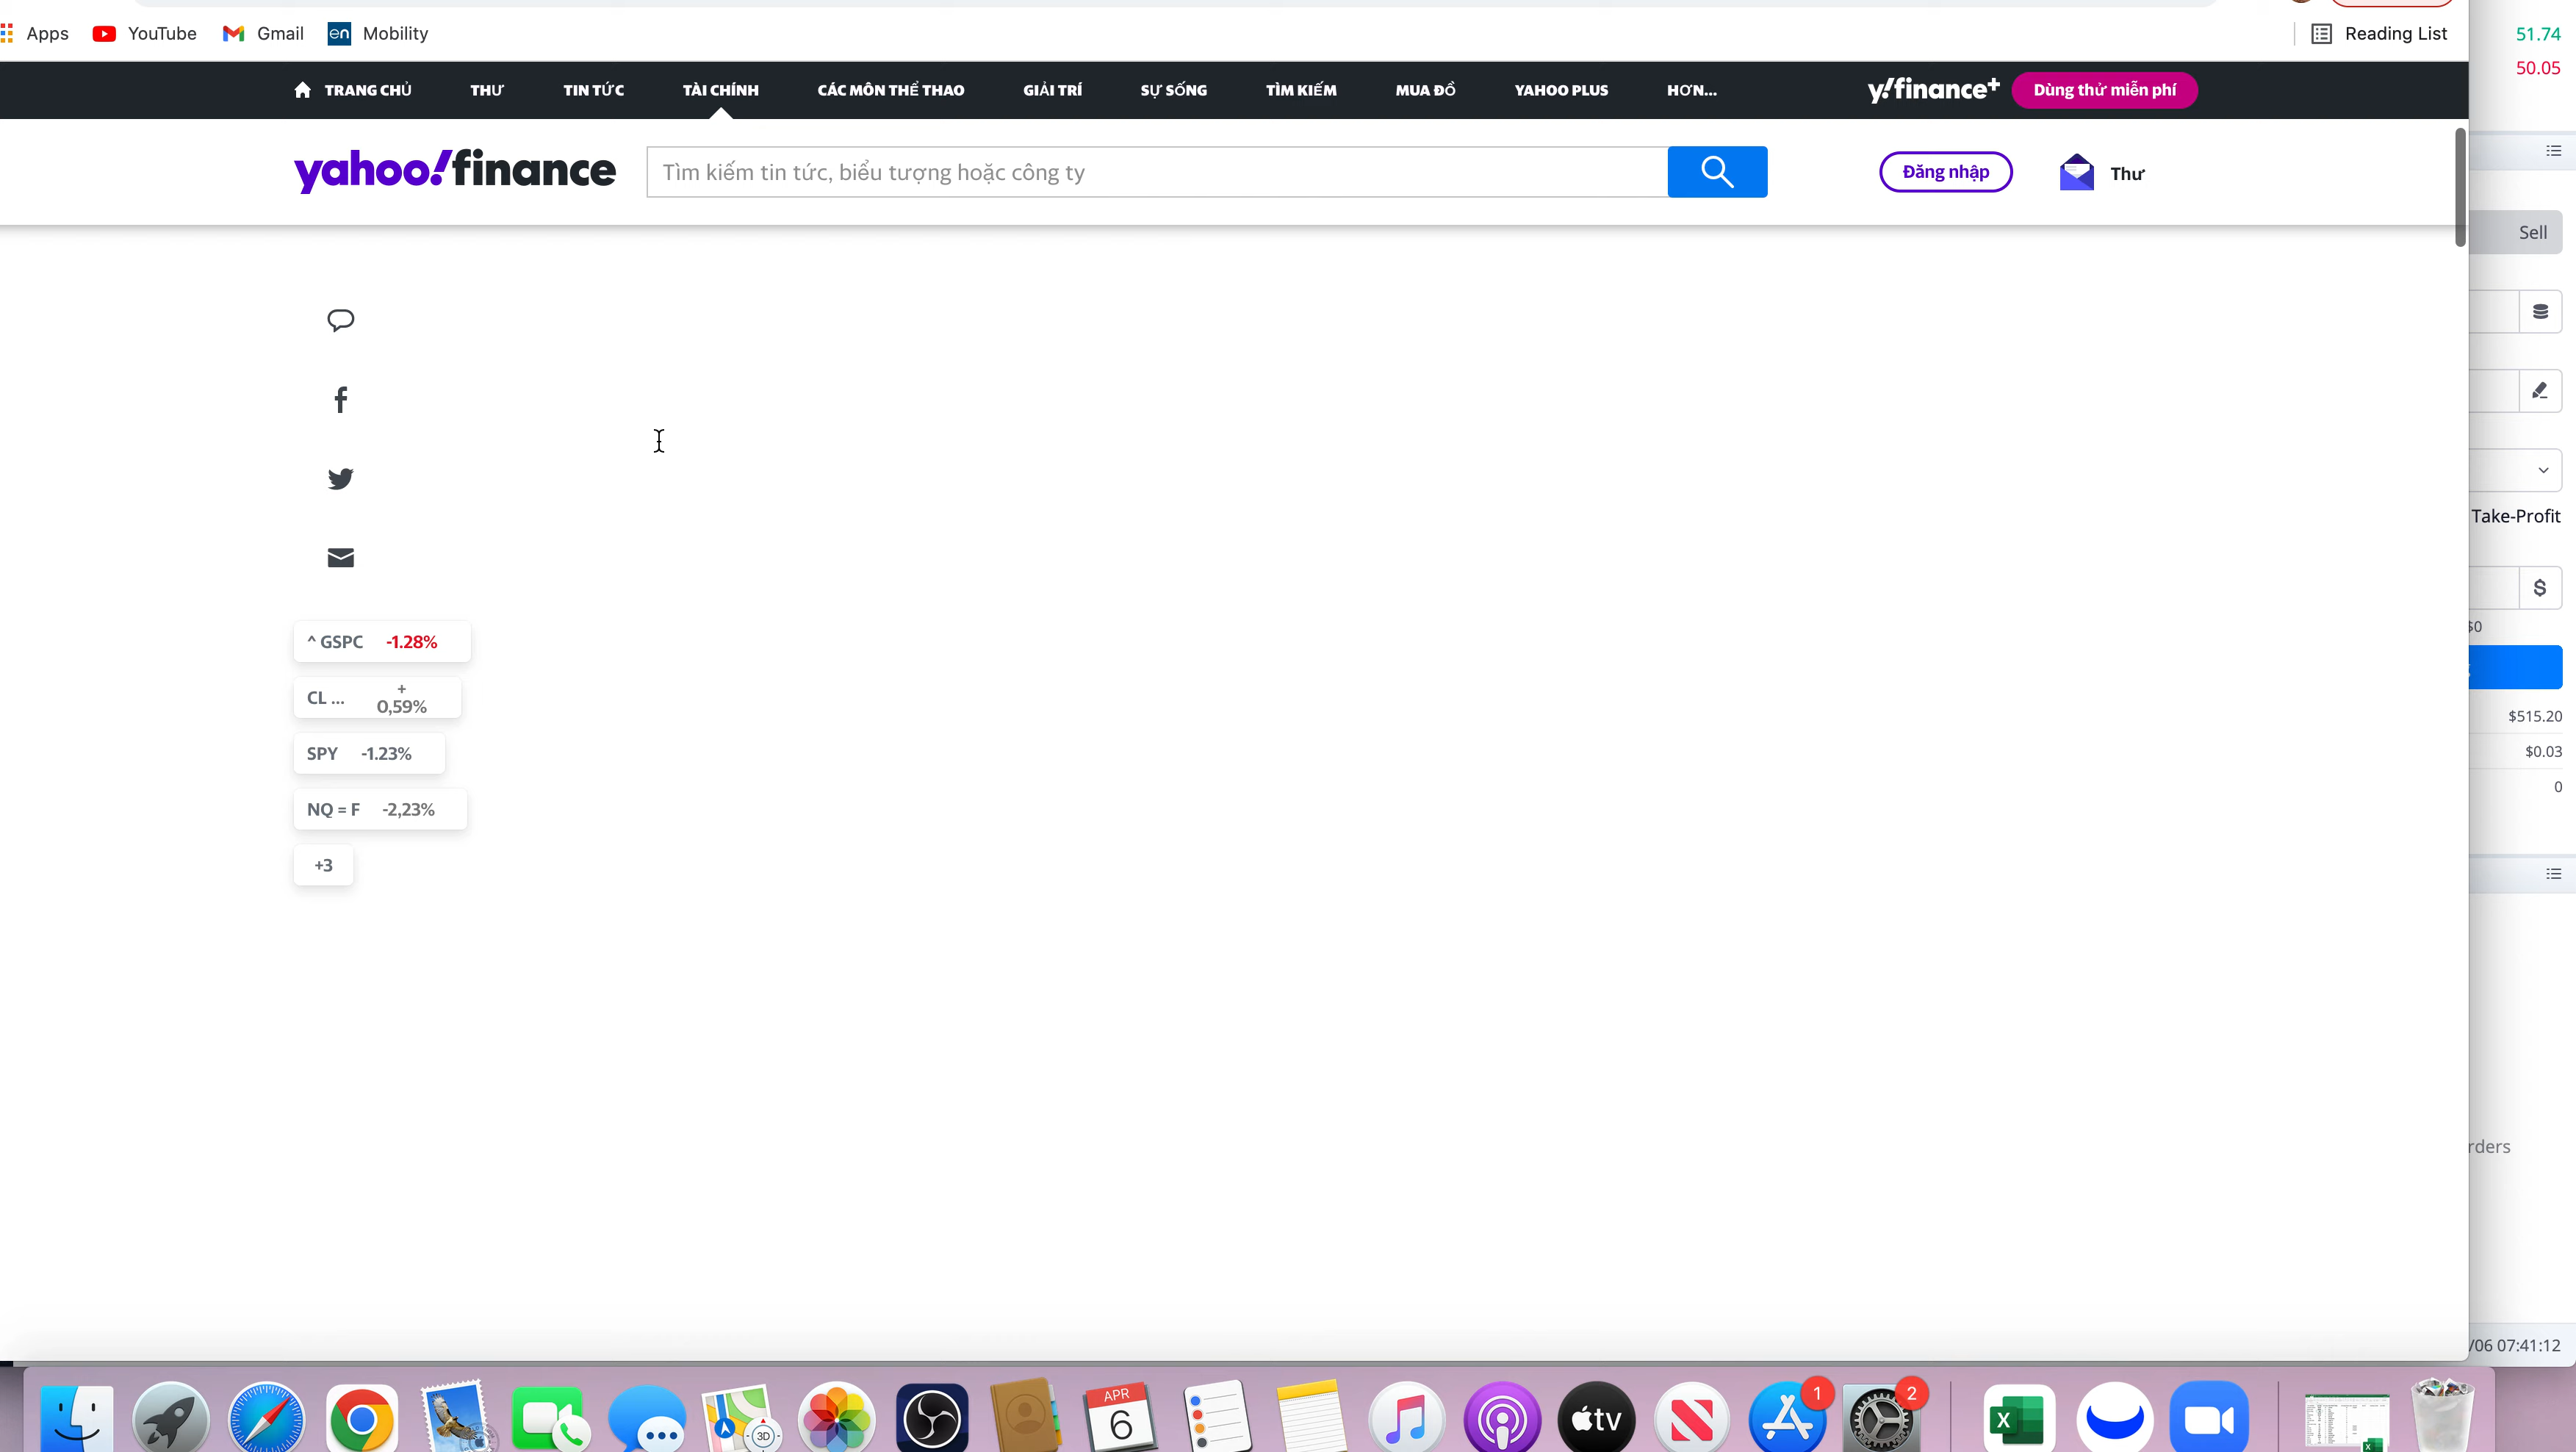 Apps YouTube Gmail en Mobility Reading List
51.74
50.05
TRANG CHỦ THƯ TIN TỨC TÀI CHÍNH CÁC MÔN THỂ THAO GIẢI TRÍ SỰ SỐNG TÌM KIẾM MUA ĐỒ YAHOO PLUS HƠN... y!finance+ Dùng thử miễn phí
yahoo!finance Tìm kiếm tin tức, biểu tượng hoặc công ty Đăng nhập Thư
Sell
Take-Profit
$
$0
^ GSPC -1.28%
CL ... +
0,59%
SPY -1.23%
NQ = F -2,23%
+3
$515.20
$0.03
0
rders
/06 07:41:12
APR
6
3D
tv
1
2
X